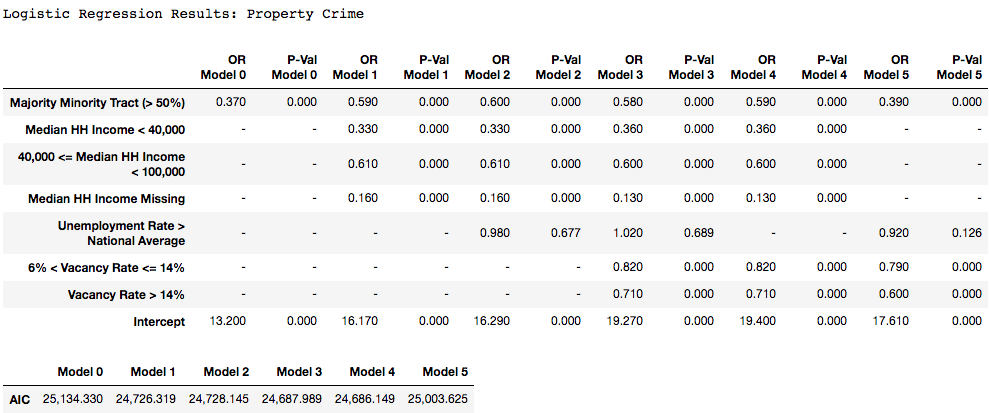 Logistic Regression Results: Property Crime
OR P-Val OR P-Val OR P-Val OR P-Val OR P-Val OR P-Val
Model 0 Model 0 Model 1 Model 1 Model 2 Model 2 Model 3 Model 3 Model 4 Model 4 Model 5 Model 5
Majority Minority Tract (> 50%) 0.370 0.000 0.590 0.000 0.600 0.000 0.580 0.000 0.590 0.000 0.390 0.000
Median HH Income < 40,000 - - 0.330 0.000 0.330 0.000 0.360 0.000 0.360 0.000 - -
40,000 <= Median HH Income
< 100,000 - - 0.610 0.000 0.610 0.000 0.600 0.000 0.600 0.000 - -
Median HH Income Missing - - 0.160 0.000 0.160 0.000 0.130 0.000 0.130 0.000 - -
Unemployment Rate >
National Average - - - - 0.980 0.677 1.020 0.689 - - 0.920 0.126
6% < Vacancy Rate <= 14% - - - - - - 0.820 0.000 0.820 0.000 0.790 0.000
Vacancy Rate > 14% - - - - - - 0.710 0.000 0.710 0.000 0.600 0.000
Intercept 13.200 0.000 16.170 0.000 16.290 0.000 19.270 0.000 19.400 0.000 17.610 0.000
Model 0 Model 1 Model 2 Model 3 Model 4 Model 5
AIC 25,134.330 24,726.319 24,728.145 24,687.989 24,686.149 25,003.625